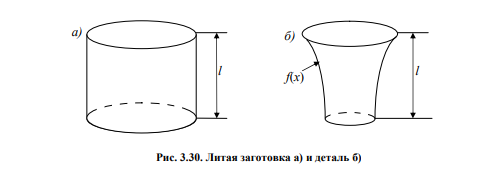 а)
l
б)
f(x)
l
Рис. 3.30. Литая заготовка а) и деталь б)